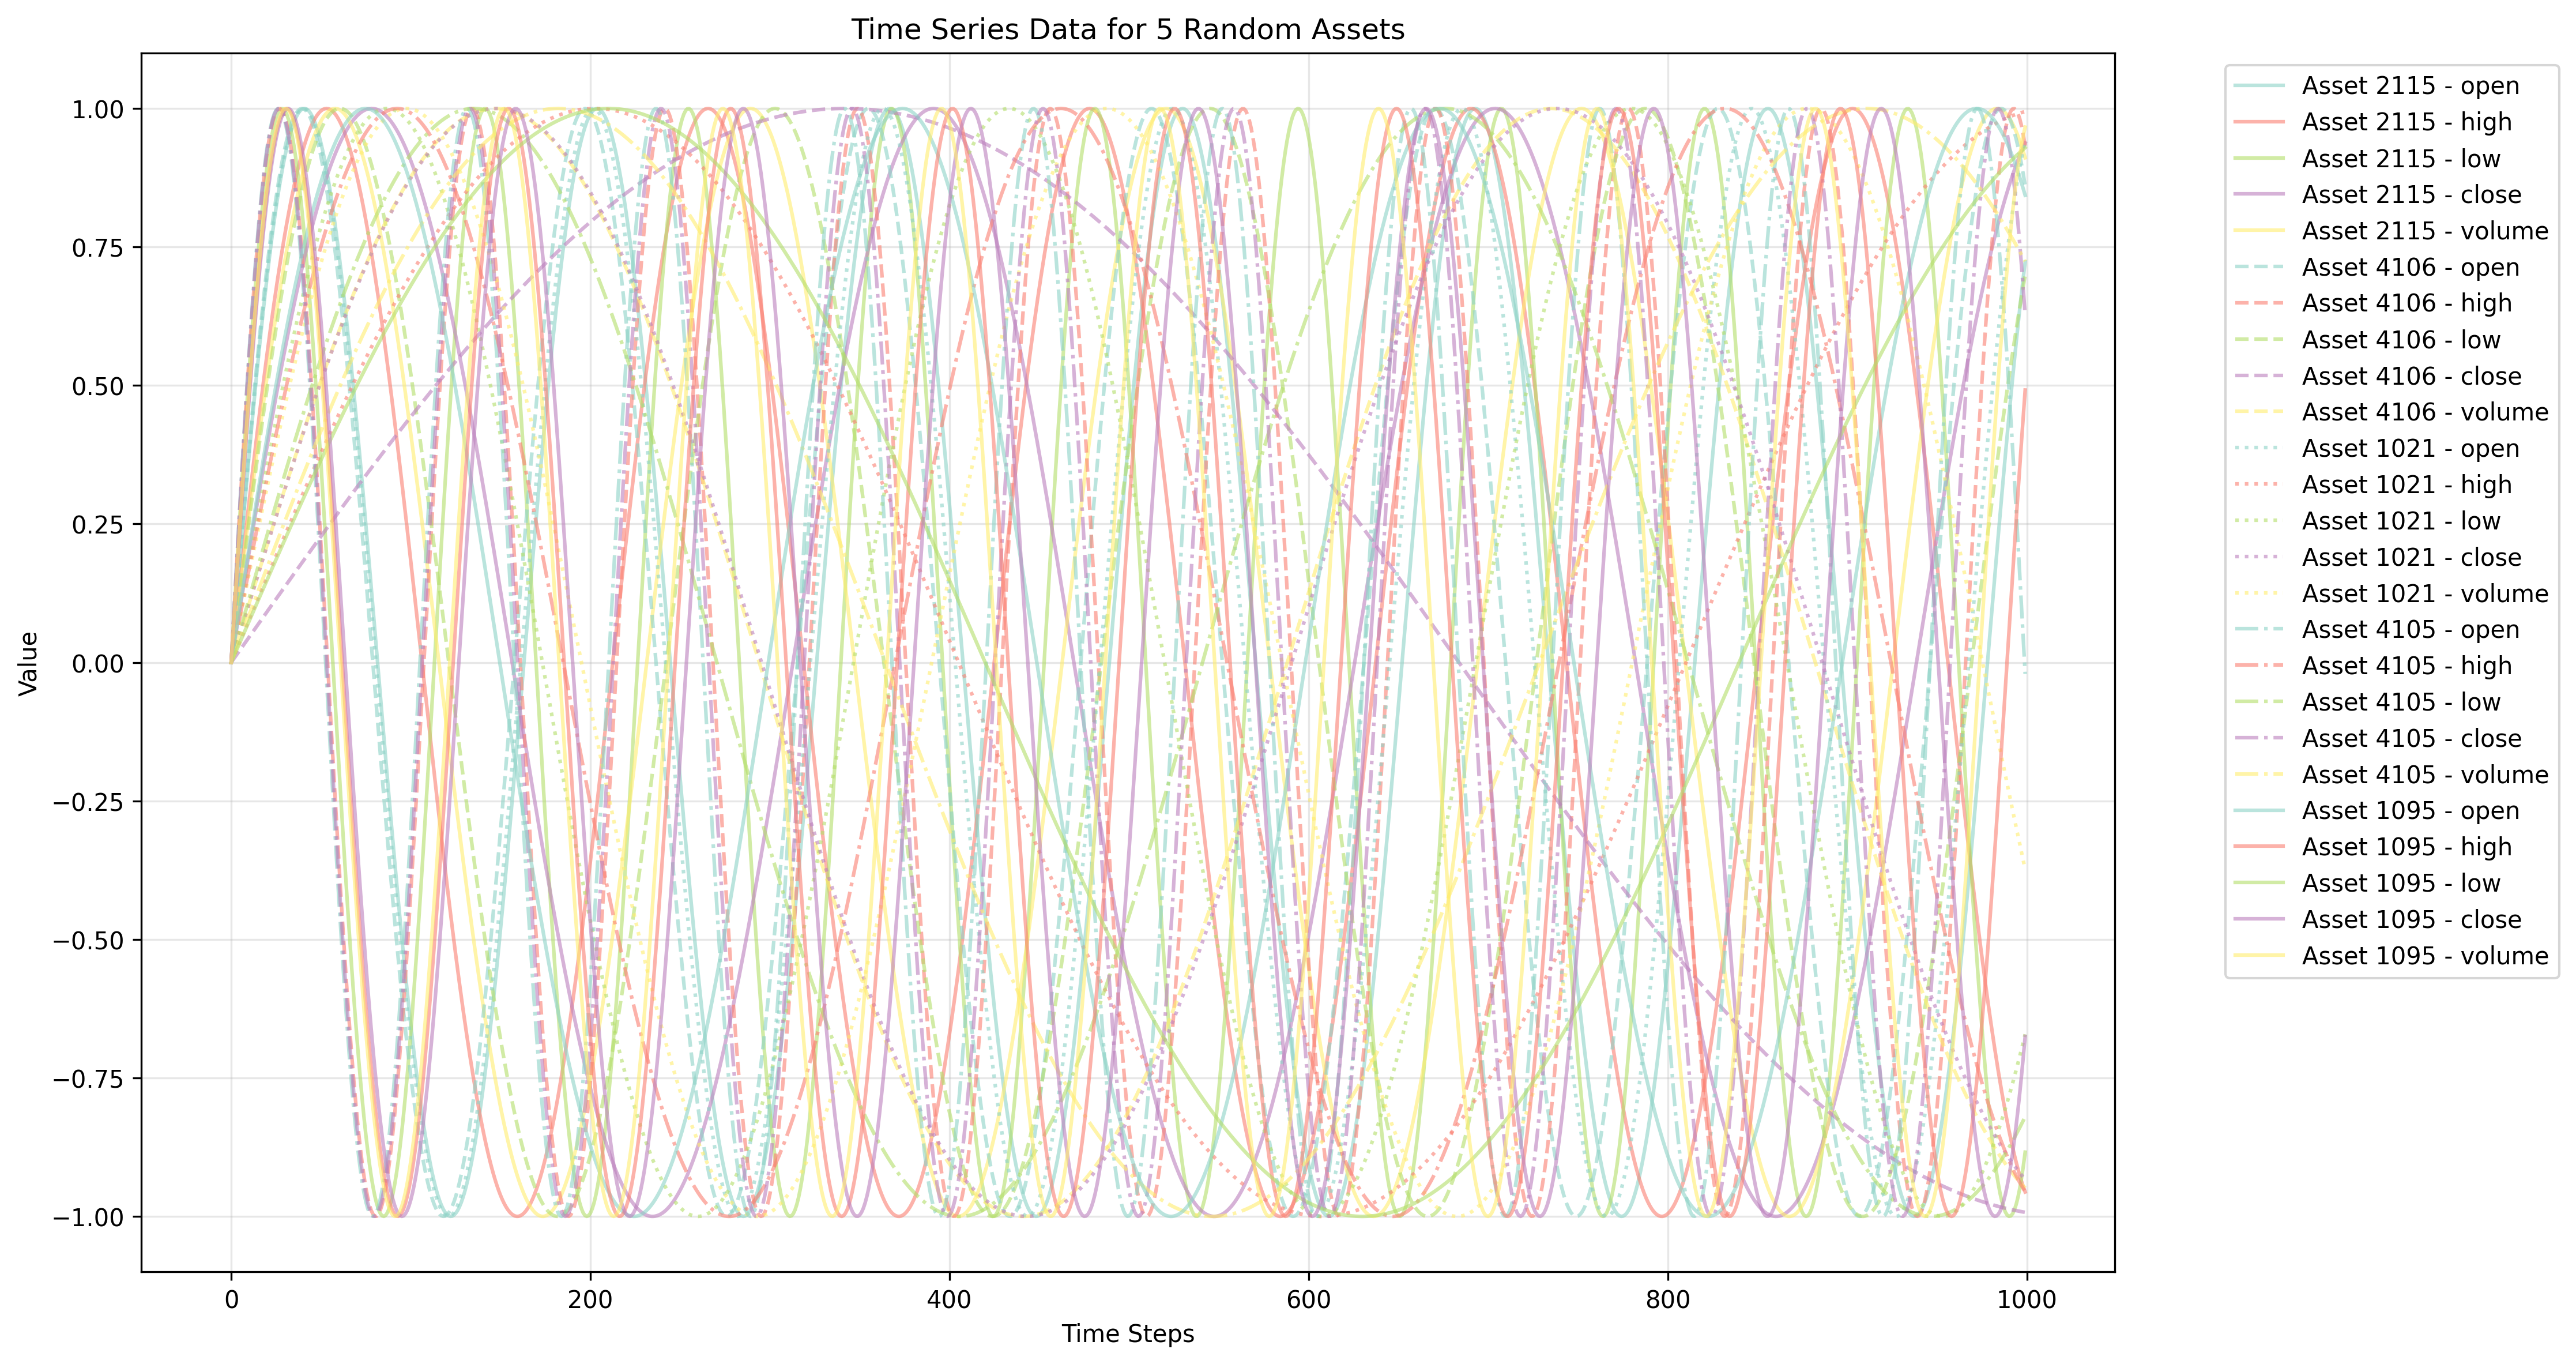 Time Series Data for 5 Random Assets
1.00
0.75
0.50
0.25
0.00
−0.25
−0.50
−0.75
−1.00
Value
0 200 400 600 800 1000
Time Steps
Asset 2115 - open
Asset 2115 - high
Asset 2115 - low
Asset 2115 - close
Asset 2115 - volume
Asset 4106 - open
Asset 4106 - high
Asset 4106 - low
Asset 4106 - close
Asset 4106 - volume
Asset 1021 - open
Asset 1021 - high
Asset 1021 - low
Asset 1021 - close
Asset 1021 - volume
Asset 4105 - open
Asset 4105 - high
Asset 4105 - low
Asset 4105 - close
Asset 4105 - volume
Asset 1095 - open
Asset 1095 - high
Asset 1095 - low
Asset 1095 - close
Asset 1095 - volume